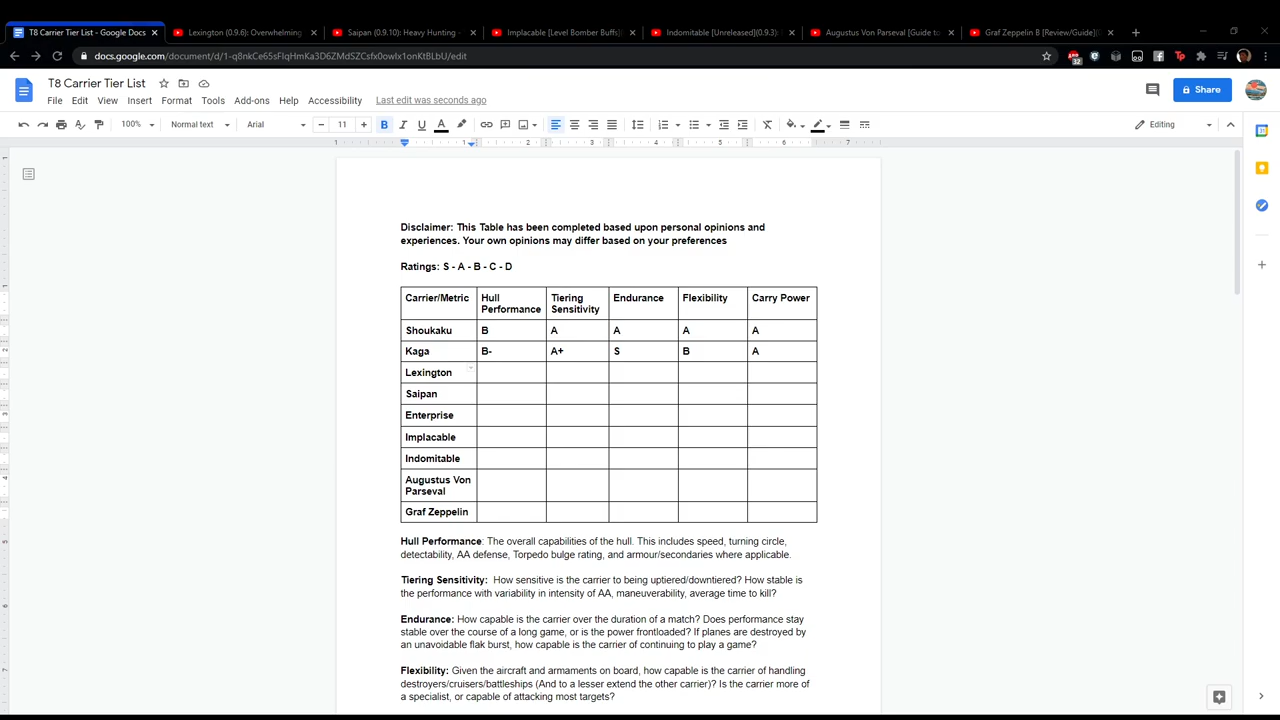 T8 Carrier Tier List - Google Docs
Lexington (0.9.6): Overwhelming
Saipan (0.9.10): Heavy Hunting -
Implacable [Level Bomber Buffs]
Indomitable [Unreleased](0.9.3)
Augustus Von Parseval [Guide to
Graf Zeppelin B [Review/Guide]
docs.google.com/document/d/1-q8nkCe65sFlqHmKa3D6ZMdSZCsfx0owIx1onKtBLbU/edit
T8 Carrier Tier List
File Edit View Insert Format Tools Add-ons Help Accessibility Last edit was seconds ago
Share
100% Normal text Arial 11 B I U A Editing
Disclaimer: This Table has been completed based upon personal opinions and
experiences. Your own opinions may differ based on your preferences
Ratings: S - A - B - C - D
Carrier/Metric Hull Performance Tiering Sensitivity Endurance Flexibility Carry Power
Shoukaku B A A A A
Kaga B- A+ S B A
Lexington
Saipan
Enterprise
Implacable
Indomitable
Augustus Von
Parseval
Graf Zeppelin
Hull Performance: The overall capabilities of the hull. This includes speed, turning circle,
detectability, AA defense, Torpedo bulge rating, and armour/secondaries where applicable.
Tiering Sensitivity: How sensitive is the carrier to being uptiered/downtiered? How stable is
the performance with variability in intensity of AA, maneuverability, average time to kill?
Endurance: How capable is the carrier over the duration of a match? Does performance stay
stable over the course of a long game, or is the power frontloaded? If planes are destroyed by
an unavoidable flak burst, how capable is the carrier of continuing to play a game?
Flexibility: Given the aircraft and armaments on board, how capable is the carrier of handling
destroyers/cruisers/battleships (And to a lesser extend the other carrier)? Is the carrier more of
a specialist, or capable of attacking most targets?